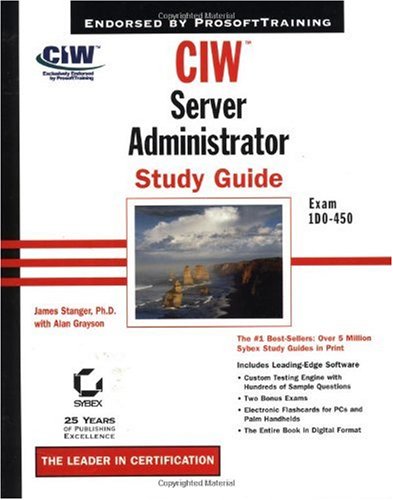 Copyrighted Material
ENDORSED BY PROSOFTTRAINING
CIW
Exclusively Endorsed
by ProsoftTraining
CIW™
Server
Administrator
Study Guide
Exam
1D0-450
James Stanger, Ph.D.
with Alan Grayson
The #1 Best-Sellers: Over 5 Million
Sybex Study Guides in Print
Includes Leading-Edge Software
• Custom Testing Engine with
Hundreds of Sample Questions
• Two Bonus Exams
• Electronic Flashcards for PCs and
Palm Handhelds
• The Entire Book in Digital Format
SYBEX
25 YEARS
OF PUBLISHING
EXCELLENCE
THE LEADER IN CERTIFICATION
Copyrighted Material